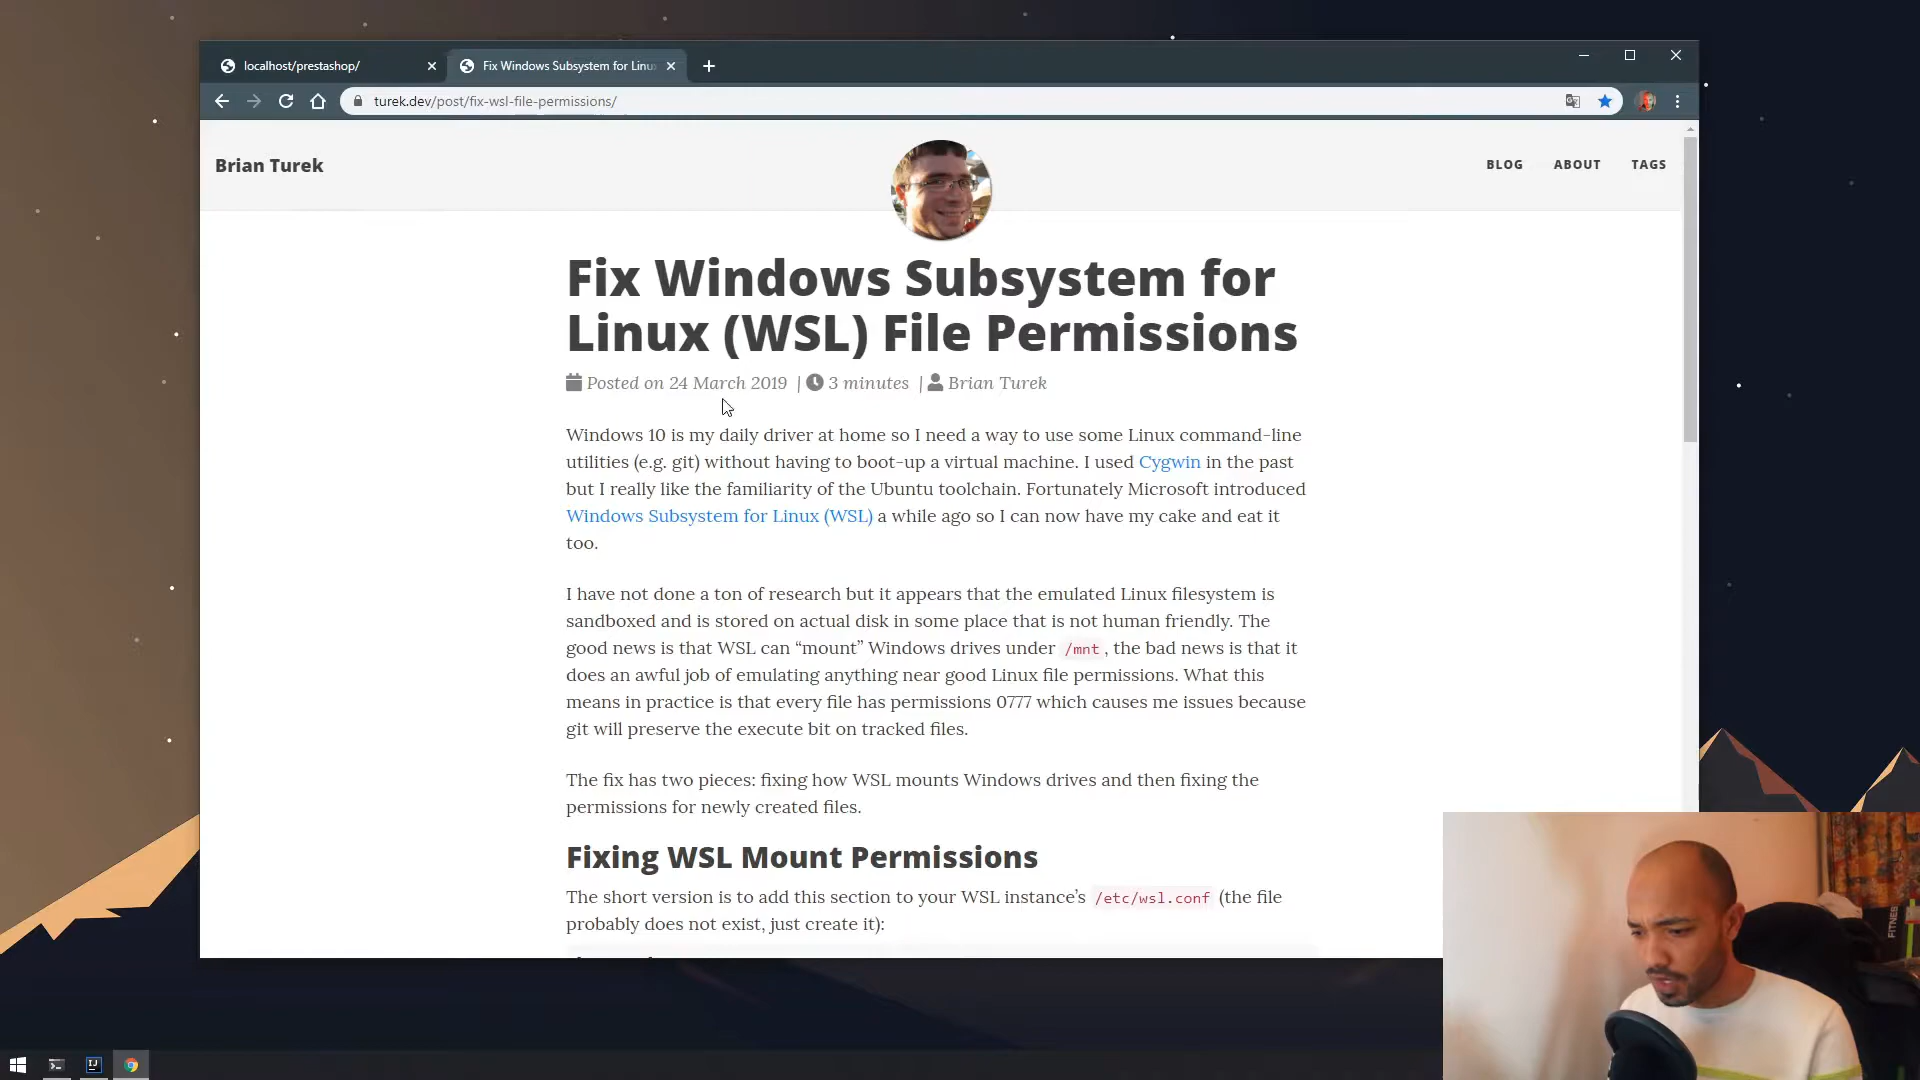 localhost/prestashop/
Fix Windows Subsystem for Linu
turek.dev/post/fix-wsl-file-permissions/
Brian Turek
BLOG ABOUT TAGS
Fix Windows Subsystem for
Linux (WSL) File Permissions
Posted on 24 March 2019 | 3 minutes | Brian Turek
Windows 10 is my daily driver at home so I need a way to use some Linux command-line
utilities (e.g. git) without having to boot-up a virtual machine. I used Cygwin in the past
but I really like the familiarity of the Ubuntu toolchain. Fortunately Microsoft introduced
Windows Subsystem for Linux (WSL) a while ago so I can now have my cake and eat it
too.
I have not done a ton of research but it appears that the emulated Linux filesystem is
sandboxed and is stored on actual disk in some place that is not human friendly. The
good news is that WSL can “mount” Windows drives under /mnt, the bad news is that it
does an awful job of emulating anything near good Linux file permissions. What this
means in practice is that every file has permissions 0777 which causes me issues because
git will preserve the execute bit on tracked files.
The fix has two pieces: fixing how WSL mounts Windows drives and then fixing the
permissions for newly created files.
Fixing WSL Mount Permissions
The short version is to add this section to your WSL instance’s /etc/wsl.conf (the file
probably does not exist, just create it):
FITNES
IJ